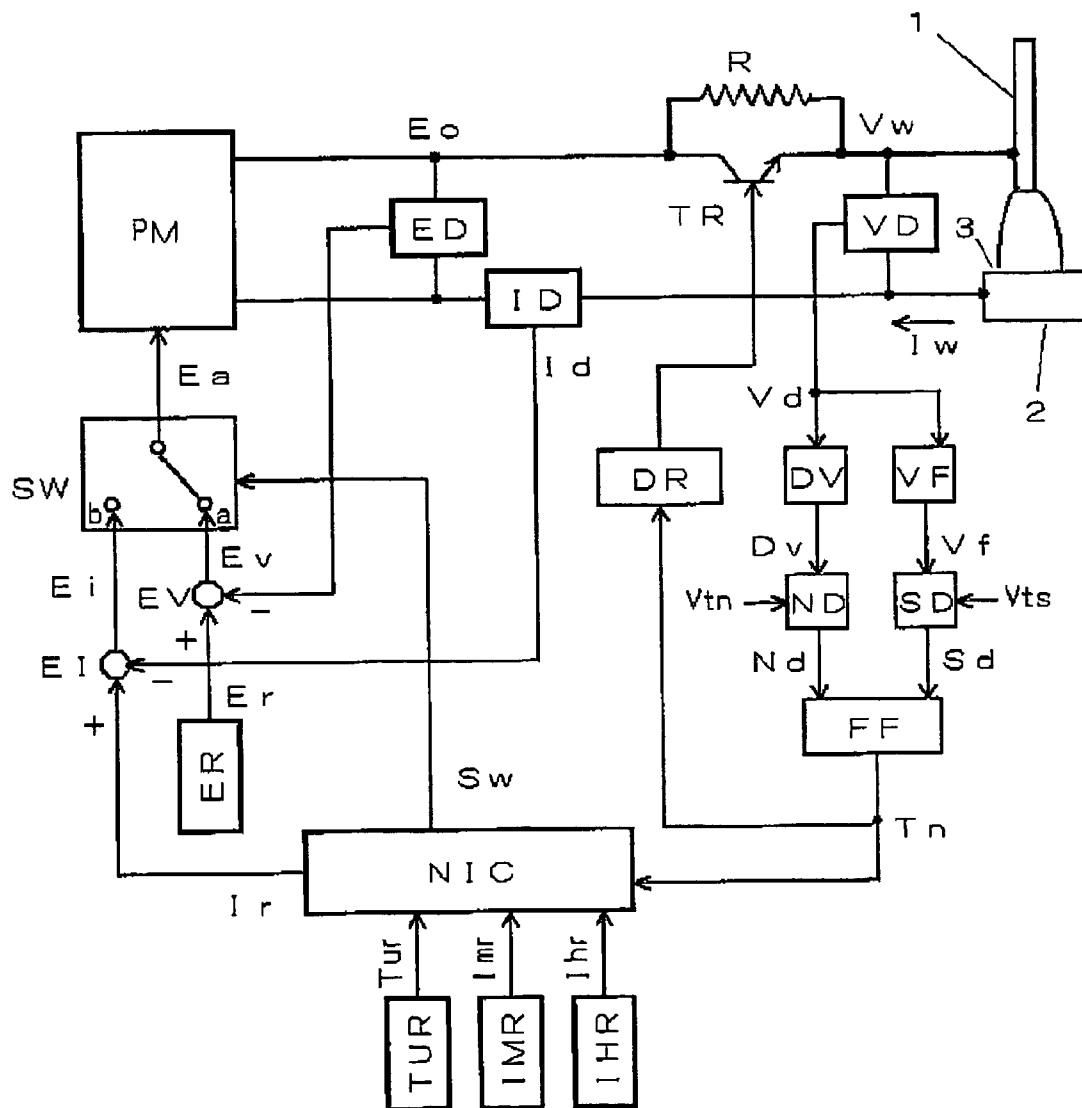 1
R
Eo
Vw
PM
TR
ED
VD
3
ID
Iw
Ea
Id
Vd
2
SW
b
a
DR
DV
VF
Ev
Dv
Vf
Ei
EV
-
Vtn
ND
SD
Vts
+
EI
-
Nd
Sd
Er
+
FF
ER
Sw
Tn
NIC
Ir
Tur
Imr
Ihr
TUR
IMR
IHR